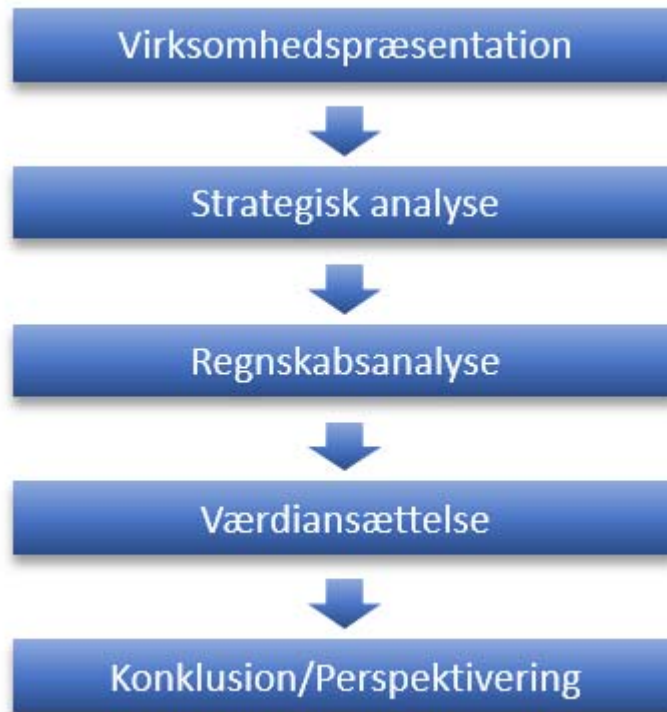 Virksomhedspræsentation
Strategisk analyse
Regnskabsanalyse
Værdiansættelse
Konklusion/Perspektivering